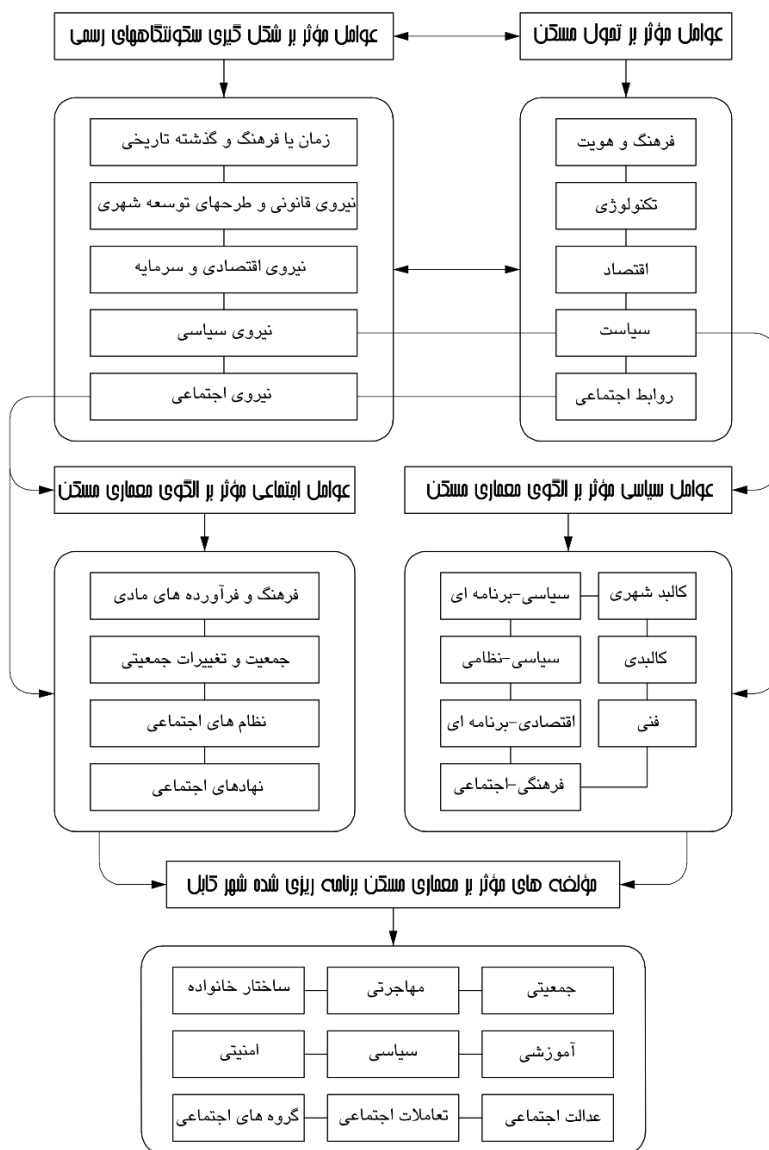 عوامل مؤثر بر تحول مسکن
عوامل مؤثر بر شکل گیری سکونتگاههای رسمی
فرهنگ و هویت
تکنولوژی
اقتصاد
سیاست
روابط اجتماعی
زمان یا فرهنگ و گذشته تاریخی
نیروی قانونی و طرحهای توسعه شهری
نیروی اقتصادی و سرمایه
نیروی سیاسی
نیروی اجتماعی
عوامل سیاسی مؤثر بر الگوی معماری مسکن
عوامل اجتماعی مؤثر بر الگوی معماری مسکن
کالبد شهری
کالبدی
فنی
سیاسی-برنامه ای
سیاسی-نظامی
اقتصادی-برنامه ای
فرهنگی-اجتماعی
فرهنگ و فرآورده های مادی
جمعیت و تغییرات جمعیتی
نظام های اجتماعی
نهادهای اجتماعی
مؤلفه های مؤثر بر معماری مسکن برنامه ریزی شده شهر کابل
جمعیتی
مهاجرتی
ساختار خانواده
آموزشی
سیاسی
امنیتی
عدالت اجتماعی
تعاملات اجتماعی
گروه های اجتماعی